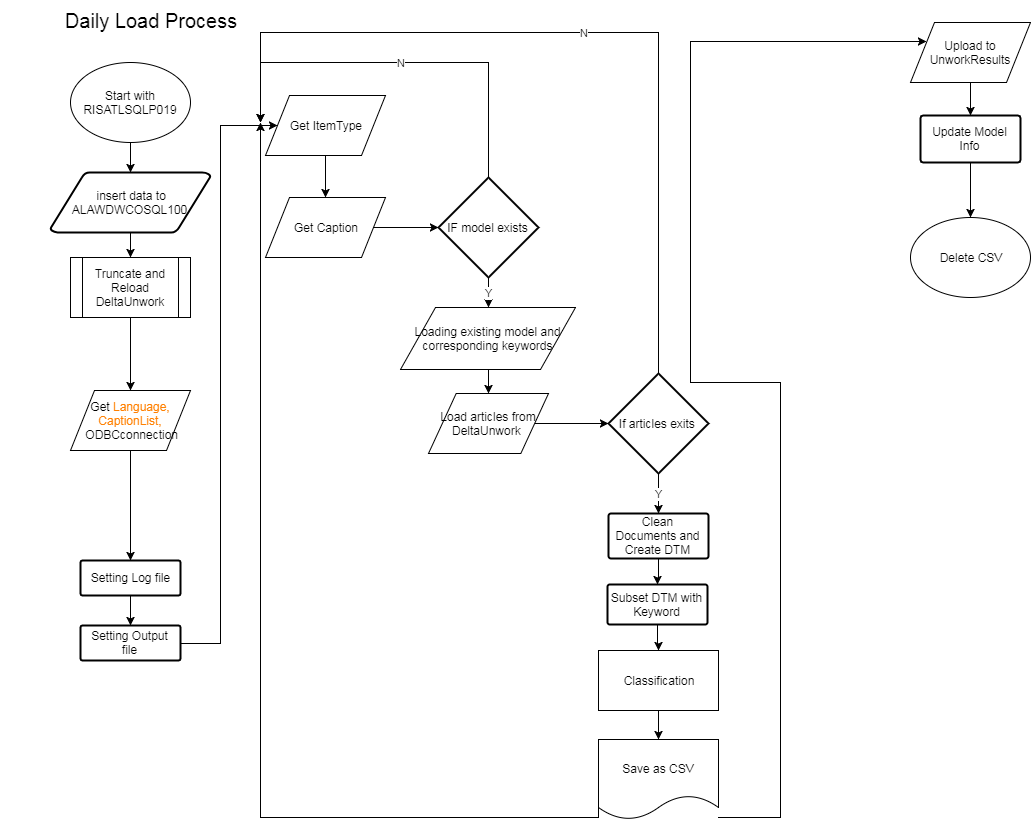 Daily Load Process
Start with
RISATLSQLP019
insert data to
ALAWDWCOSQL100
Truncate and
Reload
DeltaUnwork
Get Language,
CaptionList,
ODBCconnection
Setting Log file
Setting Output
file
N
N
Get ItemType
Get Caption
IF model exists
Y
Loading existing model and
corresponding keywords
Load articles from
DeltaUnwork
If articles exits
Y
Clean
Documents and
Create DTM
Subset DTM with
Keyword
Classification
Save as CSV
Upload to
UnworkResults
Update Model
Info
Delete CSV